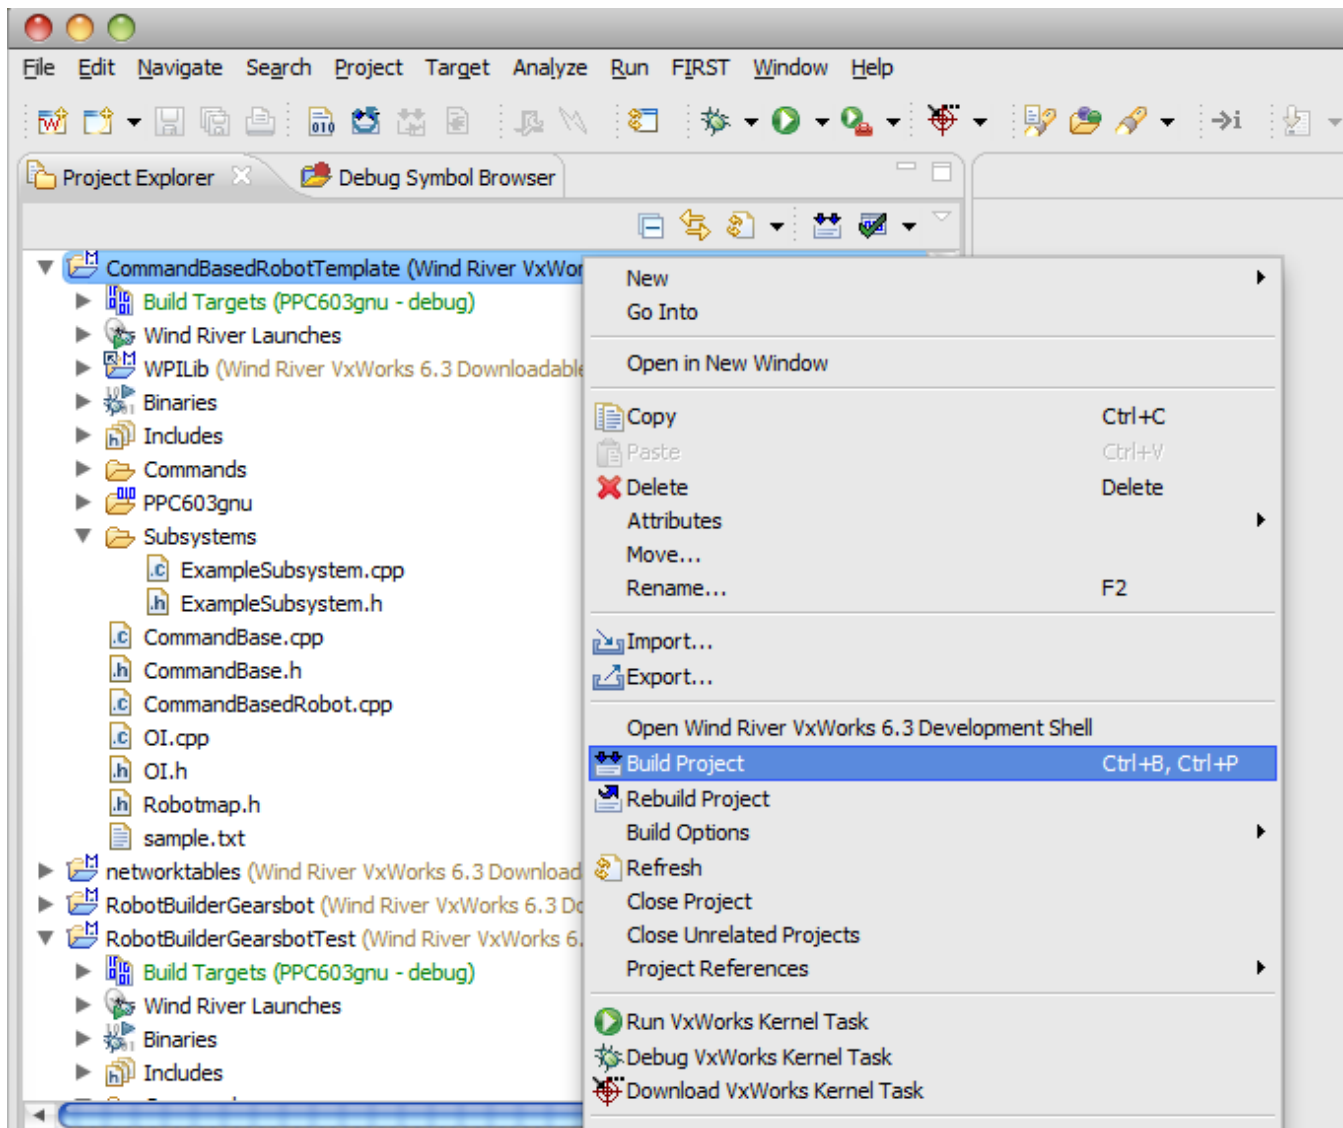 File Edit Navigate Search Project Target Analyze Run FIRST Window Help
Project Explorer
Debug Symbol Browser
CommandBasedRobotTemplate (Wind River VxWor
Build Targets (PPC603gnu - debug)
Wind River Launches
WPILib (Wind River VxWorks 6.3 Downloadable
Binaries
Includes
Commands
PPC603gnu
Subsystems
ExampleSubsystem.cpp
ExampleSubsystem.h
CommandBase.cpp
CommandBase.h
CommandBasedRobot.cpp
OI.cpp
OI.h
Robotmap.h
sample.txt
networktables (Wind River VxWorks 6.3 Download
RobotBuilderGearsbot (Wind River VxWorks 6.3 Do
RobotBuilderGearsbotTest (Wind River VxWorks 6.
Build Targets (PPC603gnu - debug)
Wind River Launches
Binaries
Includes
New
Go Into
Open in New Window
Copy Ctrl+C
Paste Ctrl+V
Delete Delete
Attributes
Move...
Rename... F2
Import...
Export...
Open Wind River VxWorks 6.3 Development Shell
Build Project Ctrl+B, Ctrl+P
Rebuild Project
Build Options
Refresh
Close Project
Close Unrelated Projects
Project References
Run VxWorks Kernel Task
Debug VxWorks Kernel Task
Download VxWorks Kernel Task